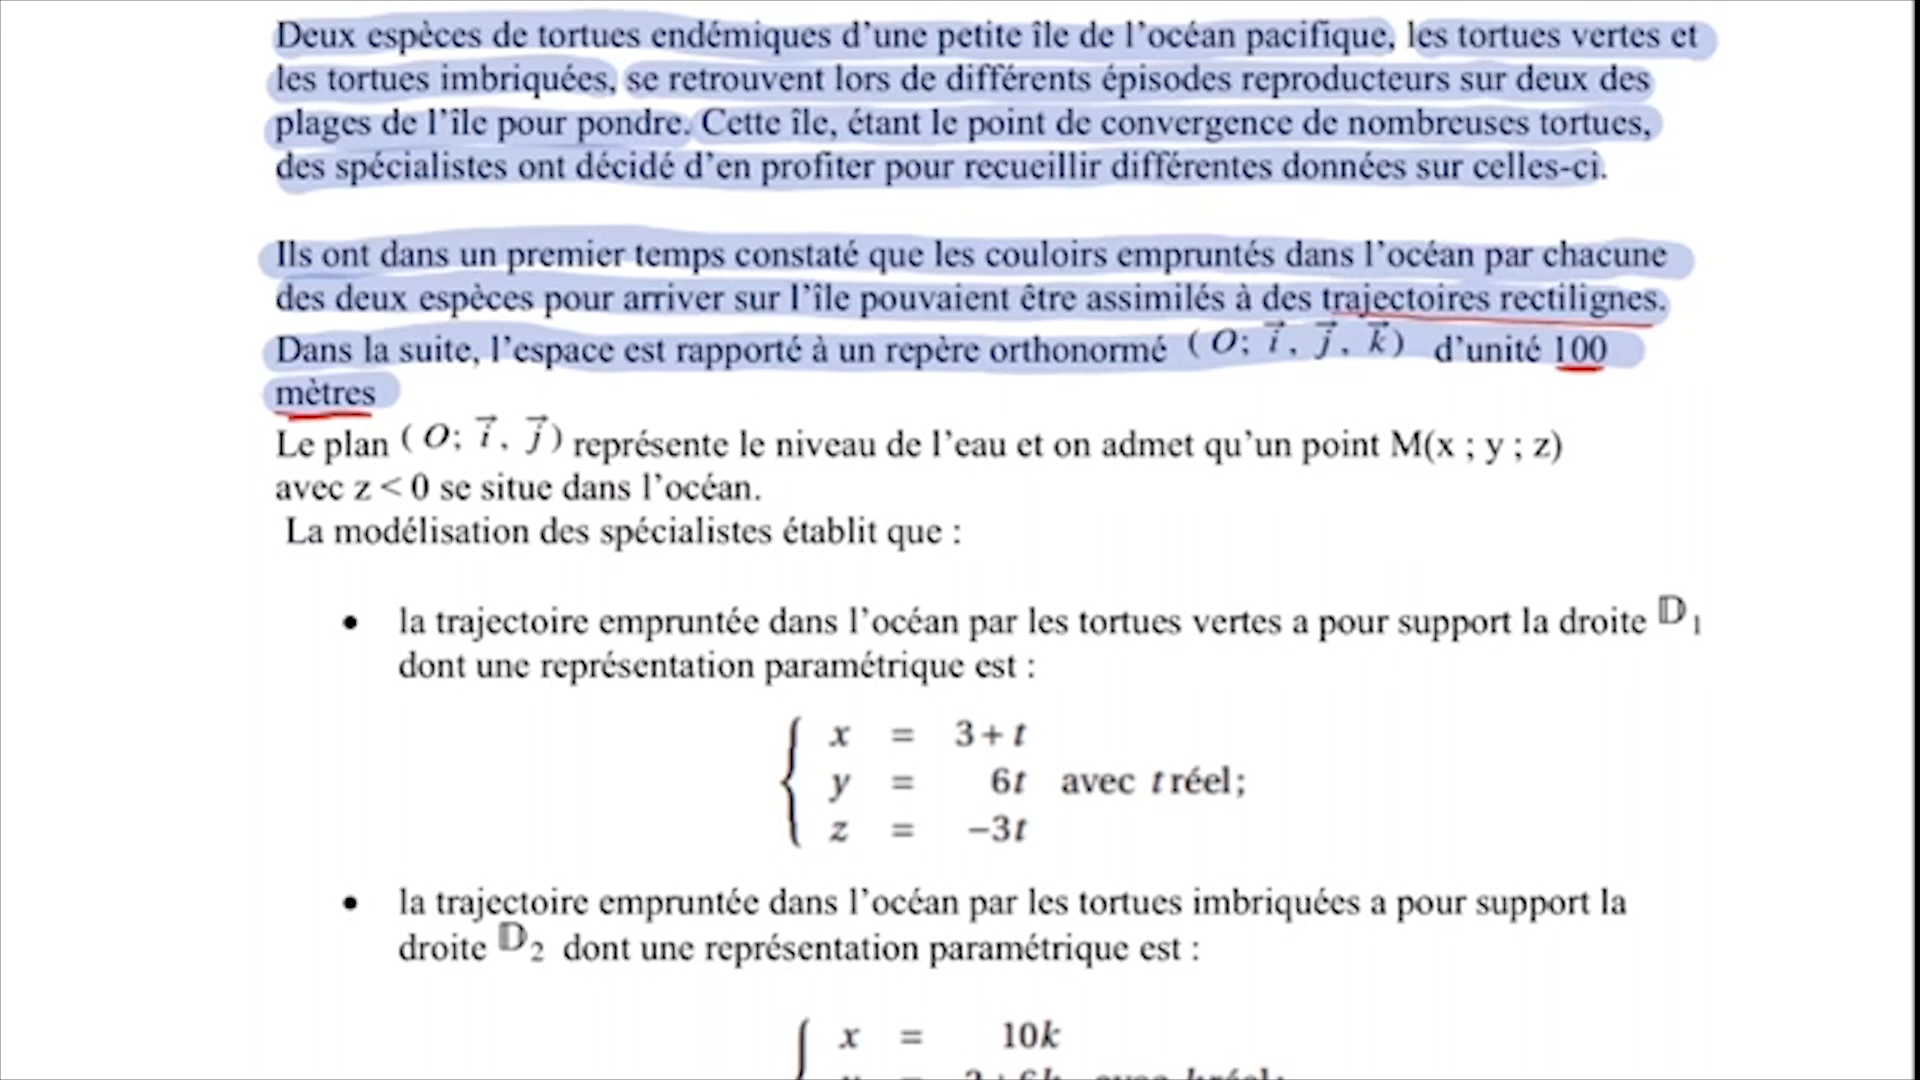 Deux espèces de tortues endémiques d'une petite île de l'océan pacifique, les tortues vertes et
les tortues imbriquées, se retrouvent lors de différents épisodes reproducteurs sur deux des
plages de l'île pour pondre. Cette île, étant le point de convergence de nombreuses tortues,
des spécialistes ont décidé d'en profiter pour recueillir différentes données sur celles-ci.
Ils ont dans un premier temps constaté que les couloirs empruntés dans l'océan par chacune
des deux espèces pour arriver sur l'île pouvaient être assimilés à des trajectoires rectilignes.
Dans la suite, l'espace est rapporté à un repère orthonormé (O; i⃗, j⃗, k⃗) d'unité 100
mètres
Le plan (O; i⃗, j⃗) représente le niveau de l'eau et on admet qu'un point M(x ; y ; z)
avec z < 0 se situe dans l'océan.
La modélisation des spécialistes établit que :
• la trajectoire empruntée dans l'océan par les tortues vertes a pour support la droite 𝔻₁
dont une représentation paramétrique est :
x = 3+t
y = 6t avec t réel;
z = −3t
• la trajectoire empruntée dans l'océan par les tortues imbriquées a pour support la
droite 𝔻₂ dont une représentation paramétrique est :
x = 10k